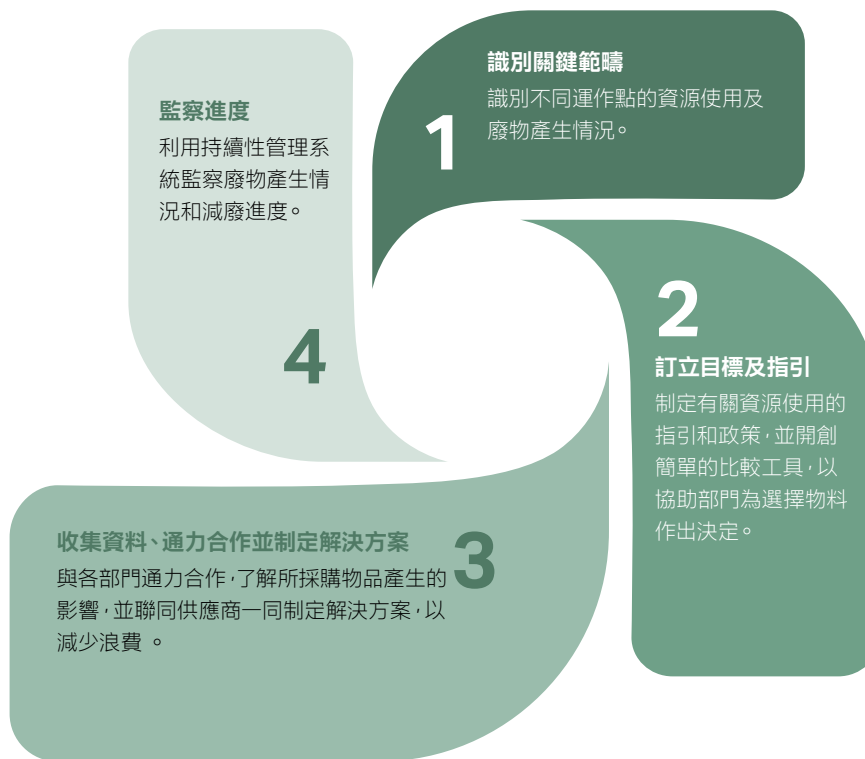 1
識別關鍵範疇
識別不同運作點的資源使用及
廢物產生情況。
2
訂立目標及指引
制定有關資源使用的
指引和政策，並開創
簡單的比較工具，以
協助部門為選擇物料
作出決定。
3
收集資料、通力合作並制定解決方案
與各部門通力合作，了解所採購物品產生的
影響，並聯同供應商一同制定解決方案，以
減少浪費 。
4
監察進度
利用持續性管理系
統監察廢物產生情
況和減廢進度。